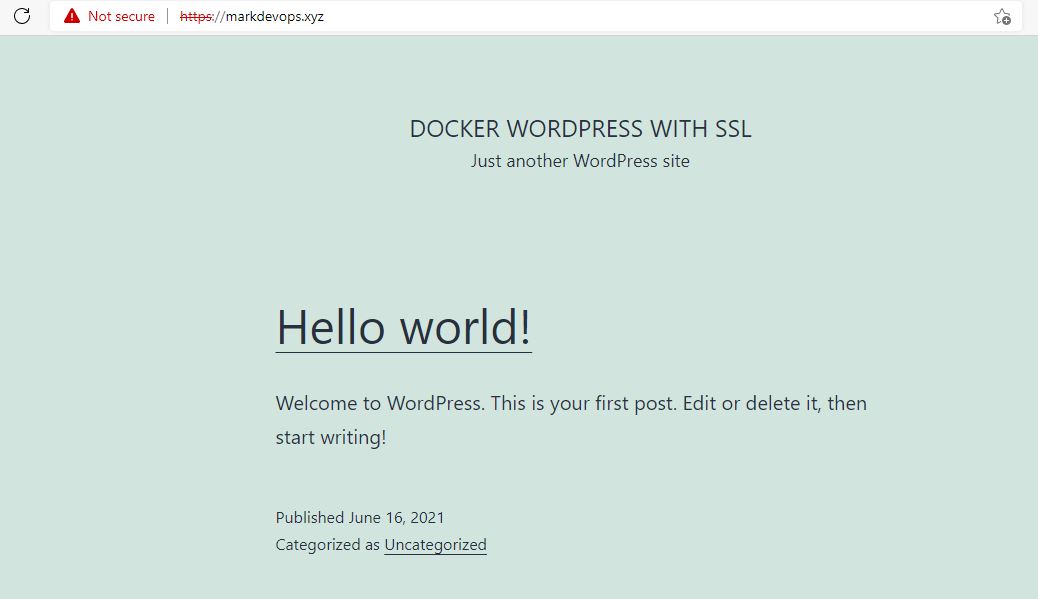 Not secure | https://markdevops.xyz
DOCKER WORDPRESS WITH SSL
Just another WordPress site
Hello world!
Welcome to WordPress. This is your first post. Edit or delete it, then
start writing!
Published June 16, 2021
Categorized as Uncategorized